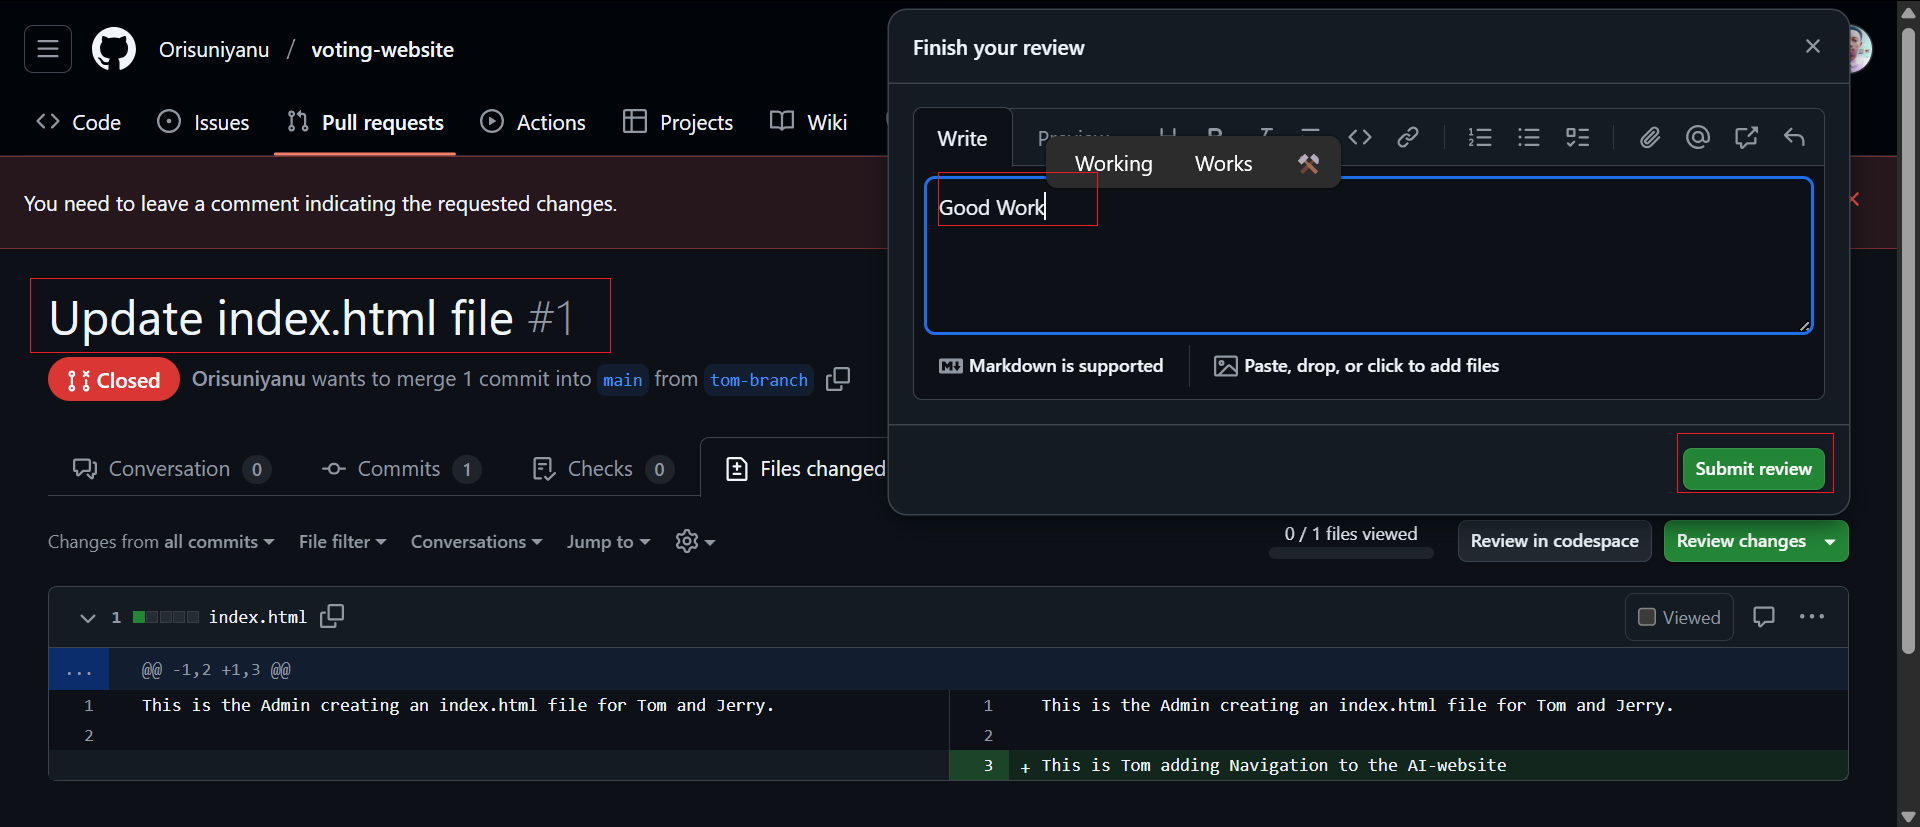 Orisuniyanu / voting-website
Code
Issues
Pull requests
Actions
Projects
Wiki
You need to leave a comment indicating the requested changes.
Update index.html file #1
Closed
Orisuniyanu wants to merge 1 commit into main from tom-branch
Conversation 0
Commits 1
Checks 0
Files changed
Finish your review
Write
Preview
Working Works
Good Work
Markdown is supported
Paste, drop, or click to add files
Submit review
Changes from all commits
File filter
Conversations
Jump to
0 / 1 files viewed
Review in codespace
Review changes
1 index.html
Viewed
... @@ -1,2 +1,3 @@
1 This is the Admin creating an index.html file for Tom and Jerry.
2
1 This is the Admin creating an index.html file for Tom and Jerry.
2
3 + This is Tom adding Navigation to the AI-website